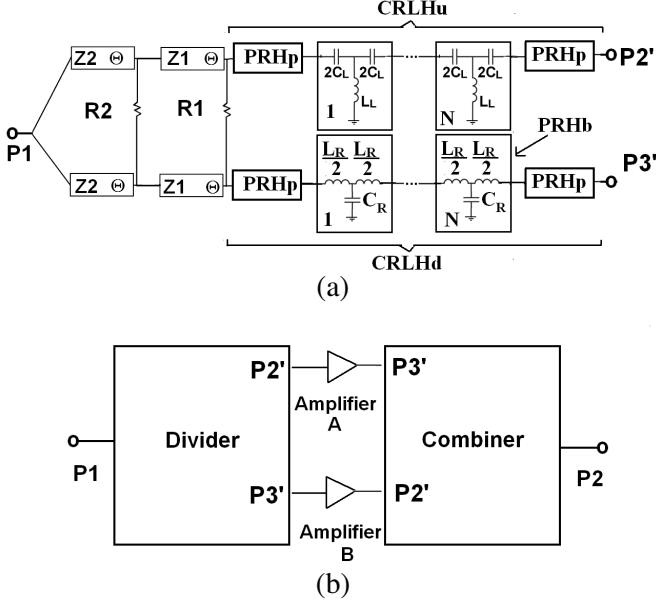 CRLHu
Z2 Θ Z1 Θ PRHp 2CL 2CL 2CL 2CL PRHp P2'
LL LL
R2 R1 1 N
P1 PRHb
LR/2 LR/2 LR/2 LR/2 P3'
Z2 Θ Z1 Θ PRHp PRHp
CR CR
1 N
CRLHd
(a)
P2' P3'
Amplifier
A
Divider Combiner
P1 P2
P3' P2'
Amplifier
B
(b)